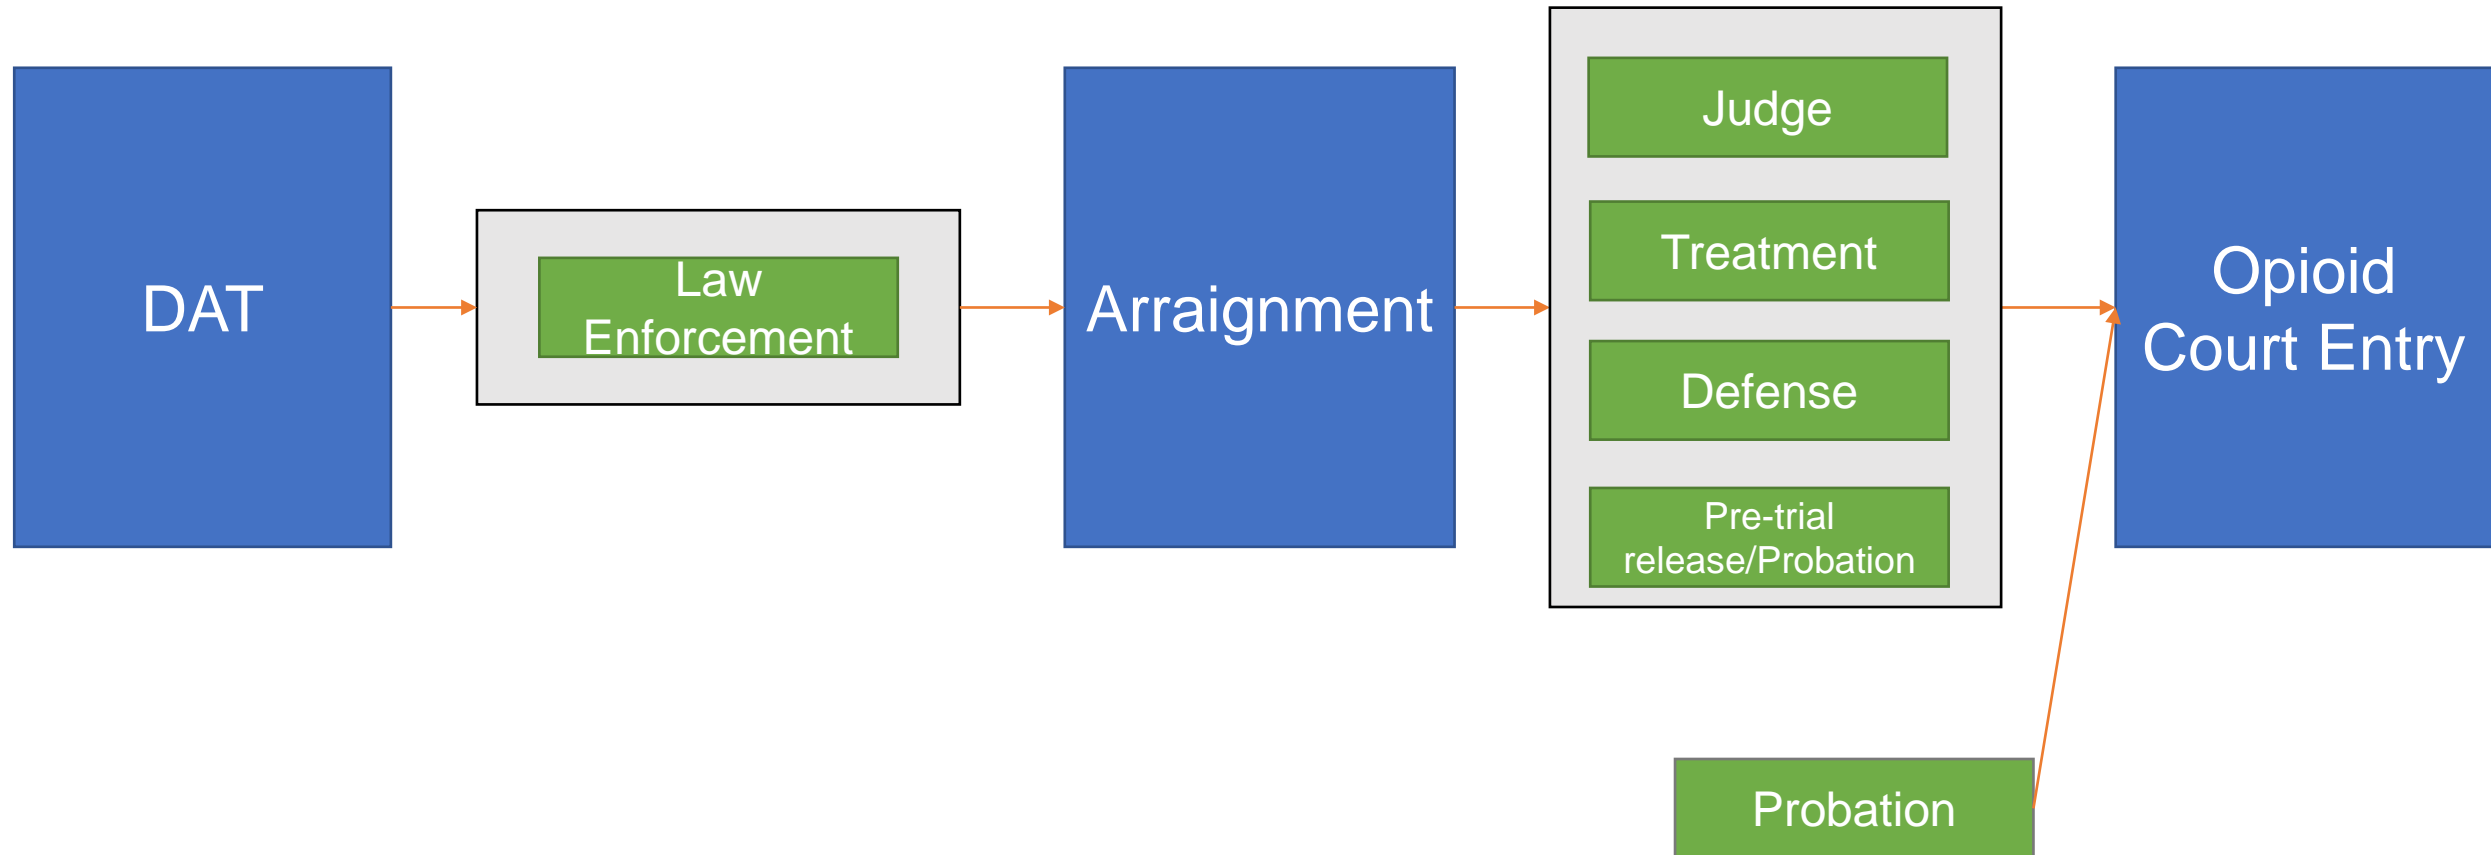 DAT
Law
Enforcement
Arraignment
Judge
Treatment
Defense
Pre-trial
release/Probation
Opioid
Court Entry
Probation